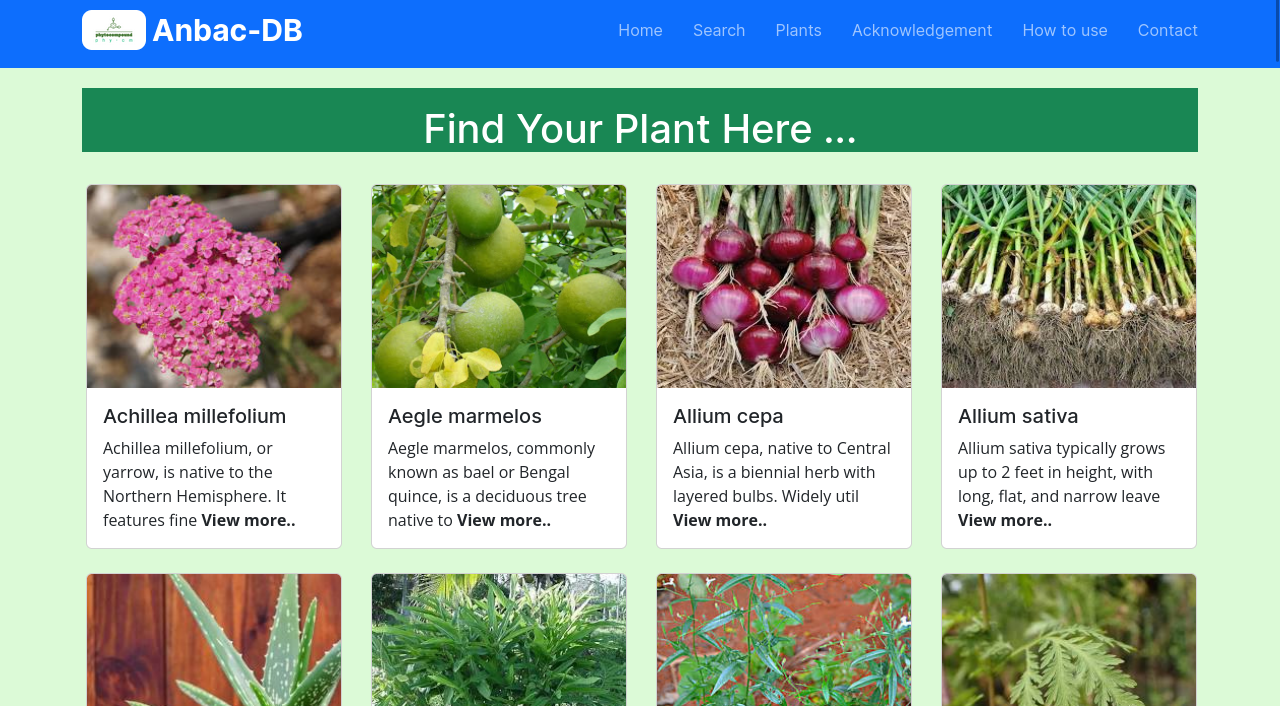 Anbac-DB
Home Search Plants Acknowledgement How to use Contact
Find Your Plant Here ...
Achillea millefolium
Achillea millefolium, or
yarrow, is native to the
Northern Hemisphere. It
features fine View more..
Aegle marmelos
Aegle marmelos, commonly
known as bael or Bengal
quince, is a deciduous tree
native to View more..
Allium cepa
Allium cepa, native to Central
Asia, is a biennial herb with
layered bulbs. Widely util
View more..
Allium sativa
Allium sativa typically grows
up to 2 feet in height, with
long, flat, and narrow leave
View more..